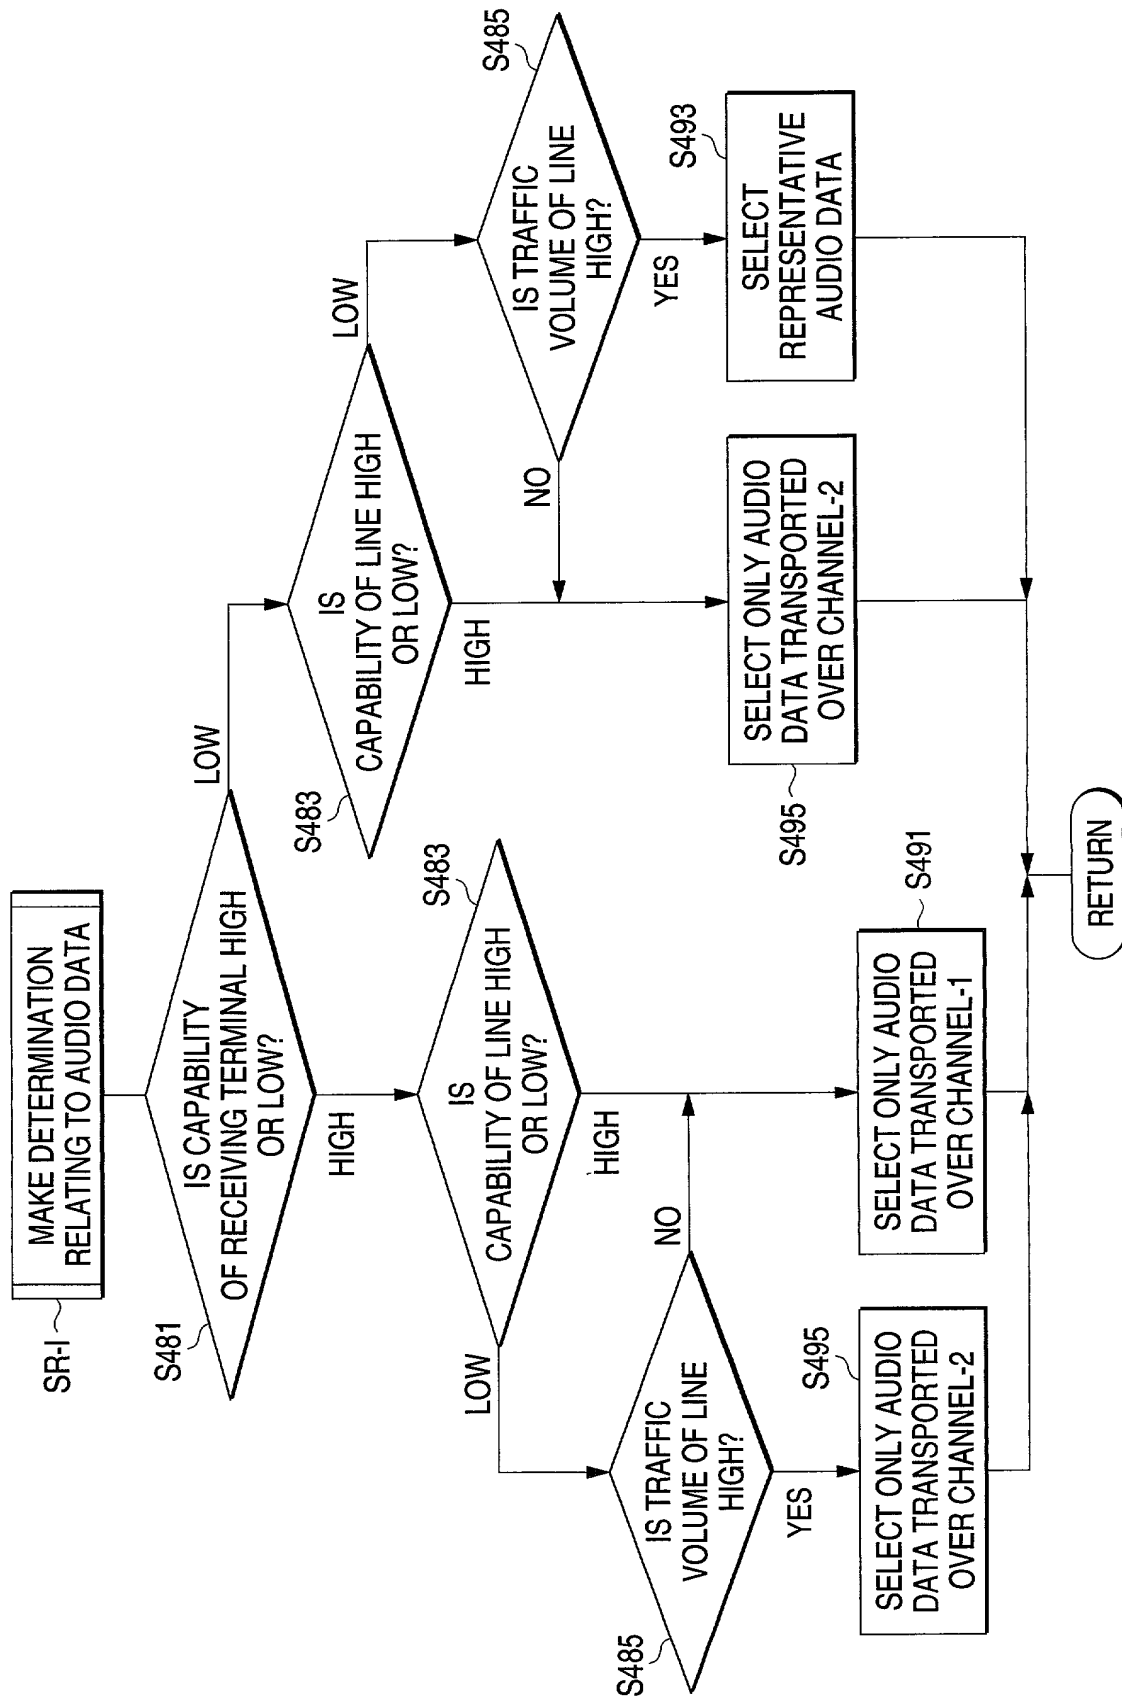 SR-I
MAKE DETERMINATION
RELATING TO AUDIO DATA
S481
IS CAPABILITY
OF RECEIVING TERMINAL HIGH
OR LOW?
LOW
HIGH
S483
IS
CAPABILITY OF LINE HIGH
OR LOW?
LOW
HIGH
S483
IS
CAPABILITY OF LINE HIGH
OR LOW?
LOW
HIGH
S485
IS TRAFFIC
VOLUME OF LINE
HIGH?
NO
YES
S485
IS TRAFFIC
VOLUME OF LINE
HIGH?
NO
YES
S495
SELECT ONLY AUDIO
DATA TRANSPORTED
OVER CHANNEL-2
S491
SELECT ONLY AUDIO
DATA TRANSPORTED
OVER CHANNEL-1
S495
SELECT ONLY AUDIO
DATA TRANSPORTED
OVER CHANNEL-2
S493
SELECT
REPRESENTATIVE
AUDIO DATA
RETURN